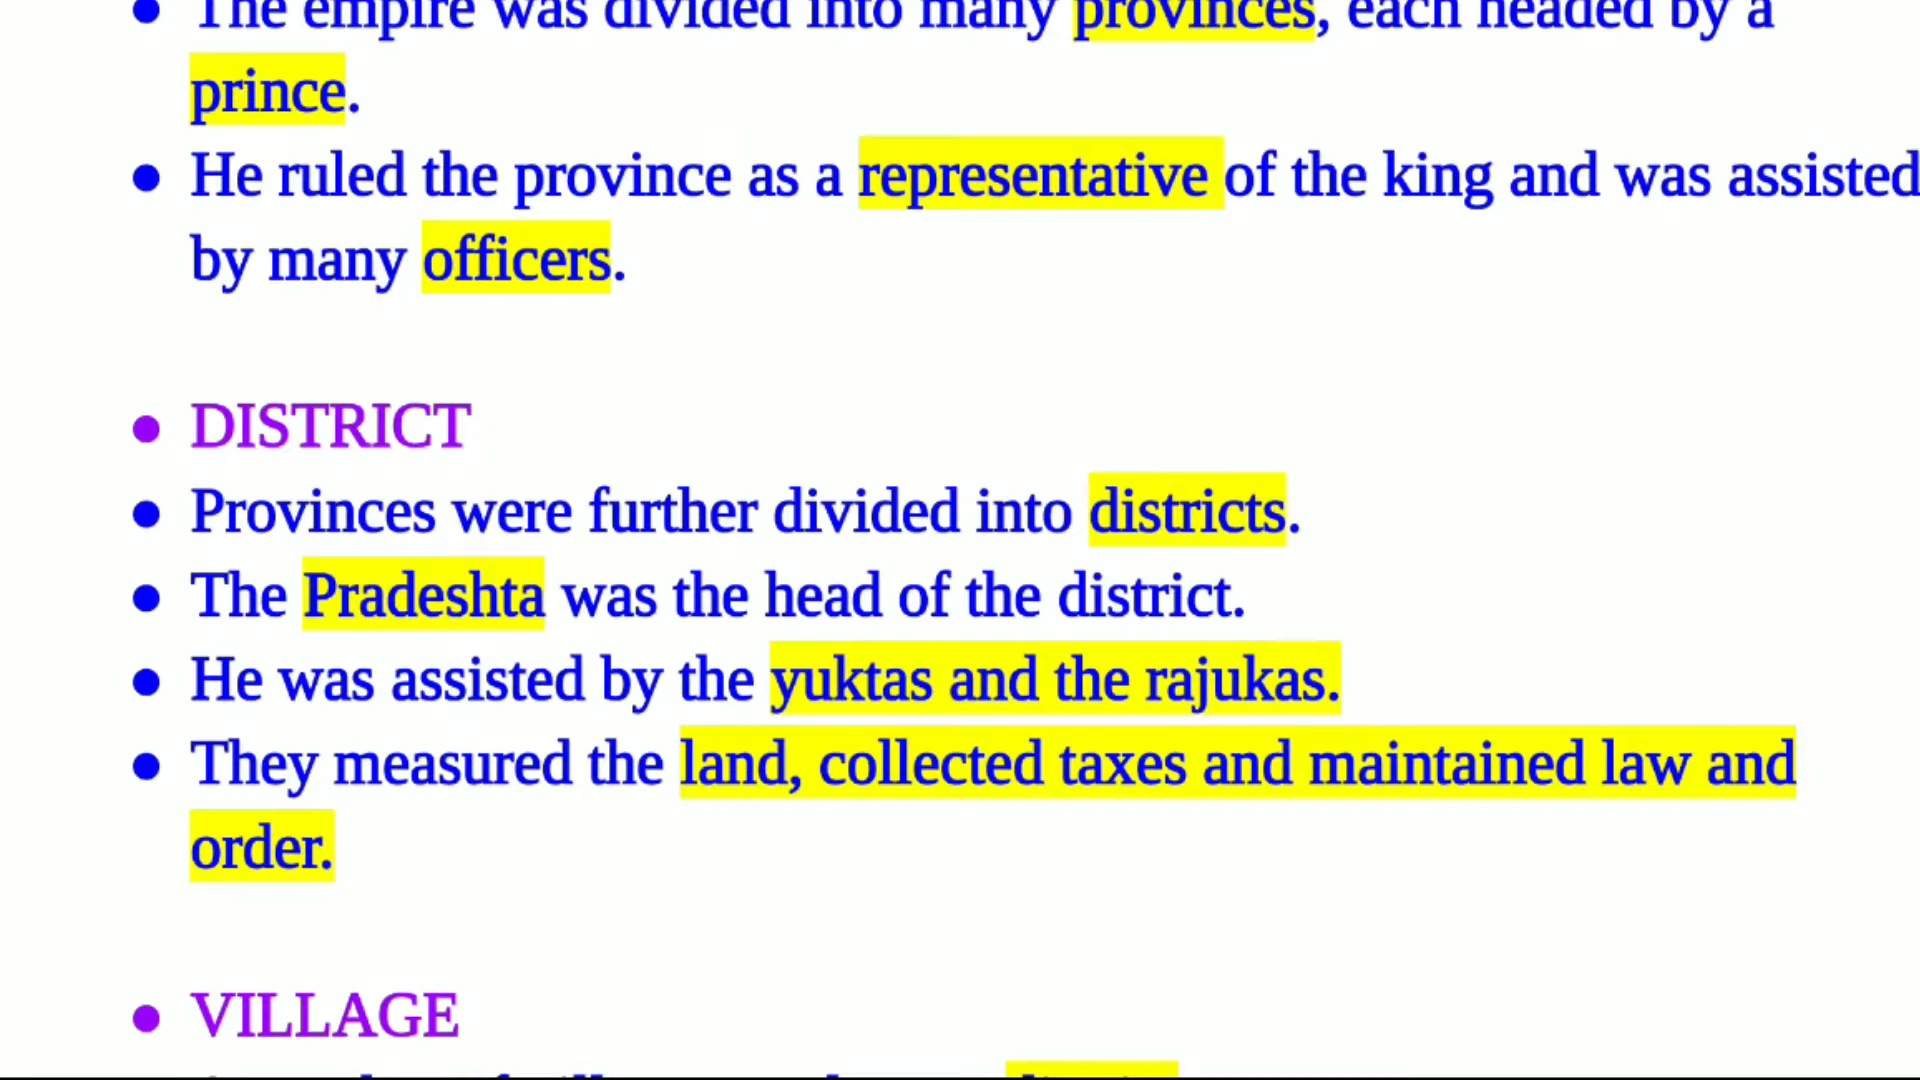 ● The empire was divided into many provinces, each headed by a
prince.
● He ruled the province as a representative of the king and was assisted
by many officers.
● DISTRICT
● Provinces were further divided into districts.
● The Pradeshta was the head of the district.
● He was assisted by the yuktas and the rajukas.
● They measured the land, collected taxes and maintained law and
order.
● VILLAGE